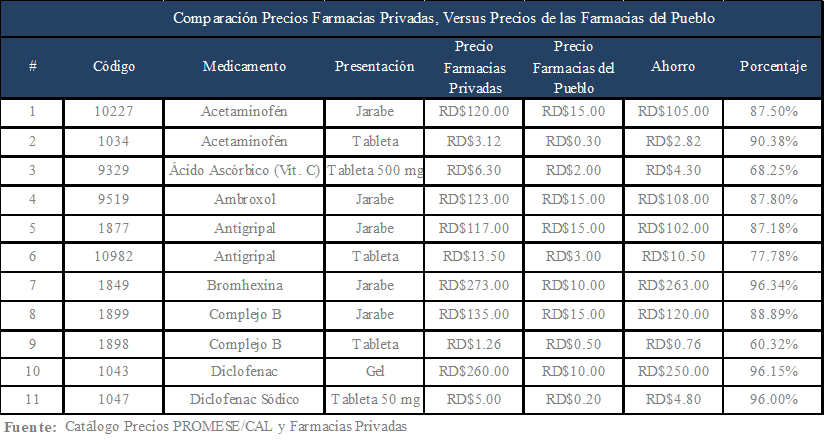 Comparación Precios Farmacias Privadas, Versus Precios de las Farmacias del Pueblo
# Código Medicamento Presentación Precio Farmacias Privadas Precio Farmacias del Pueblo Ahorro Porcentaje
1 10227 Acetaminofén Jarabe RD$120.00 RD$15.00 RD$105.00 87.50%
2 1034 Acetaminofén Tableta RD$3.12 RD$0.30 RD$2.82 90.38%
3 9329 Ácido Ascórbico (Vit. C) Tableta 500 mg RD$6.30 RD$2.00 RD$4.30 68.25%
4 9519 Ambroxol Jarabe RD$123.00 RD$15.00 RD$108.00 87.80%
5 1877 Antigripal Jarabe RD$117.00 RD$15.00 RD$102.00 87.18%
6 10982 Antigripal Tableta RD$13.50 RD$3.00 RD$10.50 77.78%
7 1849 Bromhexina Jarabe RD$273.00 RD$10.00 RD$263.00 96.34%
8 1899 Complejo B Jarabe RD$135.00 RD$15.00 RD$120.00 88.89%
9 1898 Complejo B Tableta RD$1.26 RD$0.50 RD$0.76 60.32%
10 1043 Diclofenac Gel RD$260.00 RD$10.00 RD$250.00 96.15%
11 1047 Diclofenac Sódico Tableta 50 mg RD$5.00 RD$0.20 RD$4.80 96.00%
Fuente: Catálogo Precios PROMESE/CAL y Farmacias Privadas